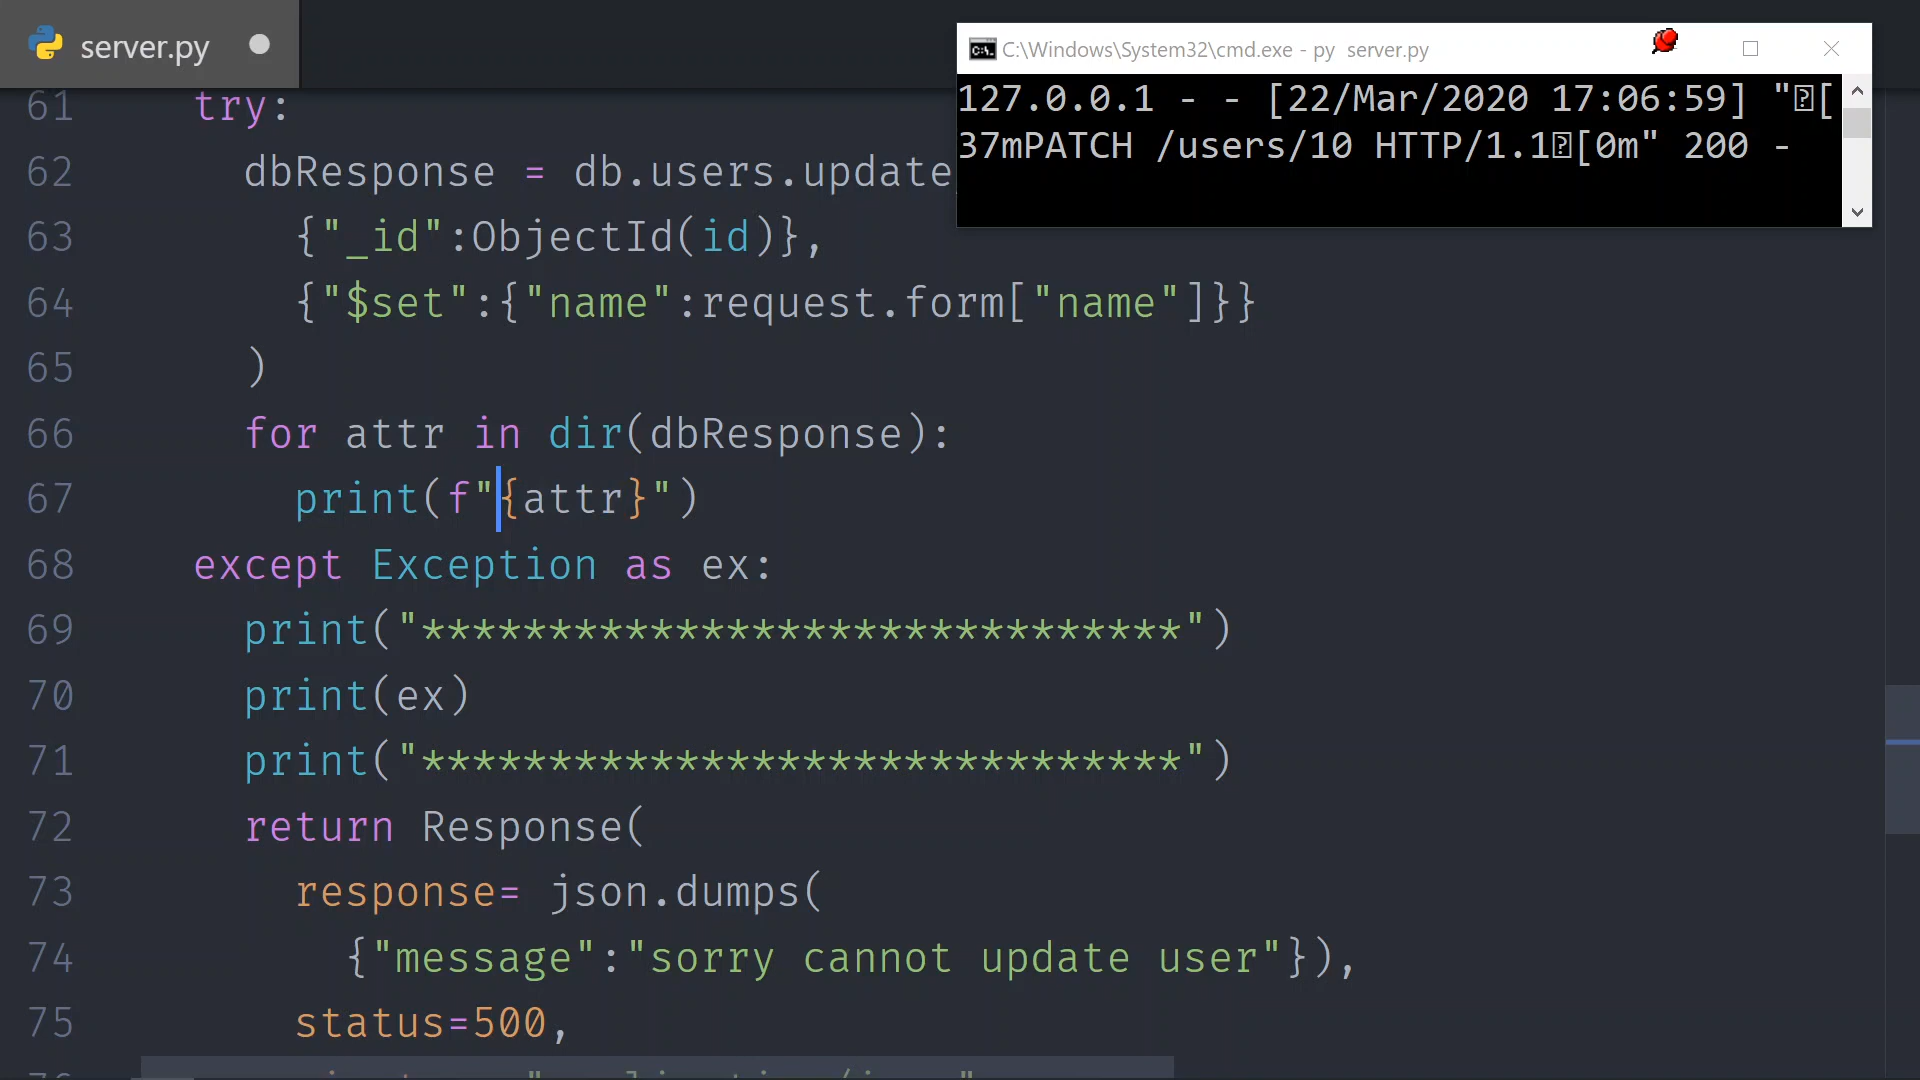 server.py
C:\Windows\System32\cmd.exe - py server.py
127.0.0.1 - - [22/Mar/2020 17:06:59] "[
37mPATCH /users/10 HTTP/1.1[0m" 200 -
61 try:
62 dbResponse = db.users.update
63 {"_id":ObjectId(id)},
64 {"$set":{"name":request.form["name"]}}
65 )
66 for attr in dir(dbResponse):
67 print(f"{attr}")
68 except Exception as ex:
69 print("******************************")
70 print(ex)
71 print("******************************")
72 return Response(
73 response= json.dumps(
74 {"message":"sorry cannot update user"}),
75 status=500,